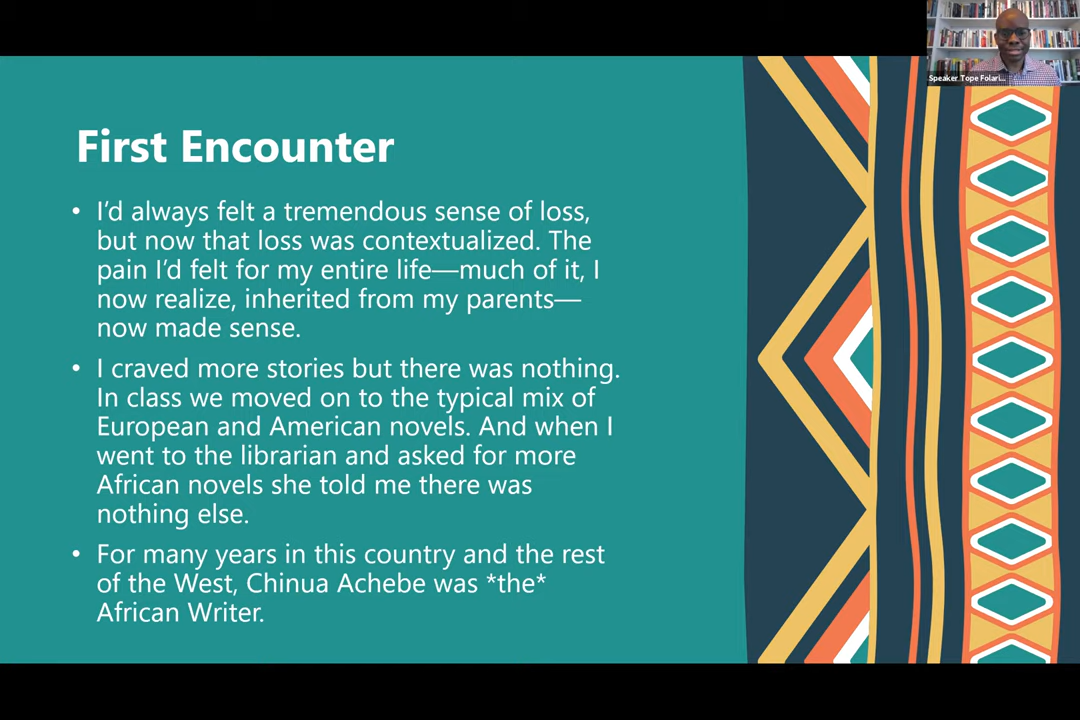 Speaker Tope Folari...
First Encounter
• I'd always felt a tremendous sense of loss,
but now that loss was contextualized. The
pain I'd felt for my entire life—much of it, I
now realize, inherited from my parents—
now made sense.
• I craved more stories but there was nothing.
In class we moved on to the typical mix of
European and American novels. And when I
went to the librarian and asked for more
African novels she told me there was
nothing else.
• For many years in this country and the rest
of the West, Chinua Achebe was *the*
African Writer.